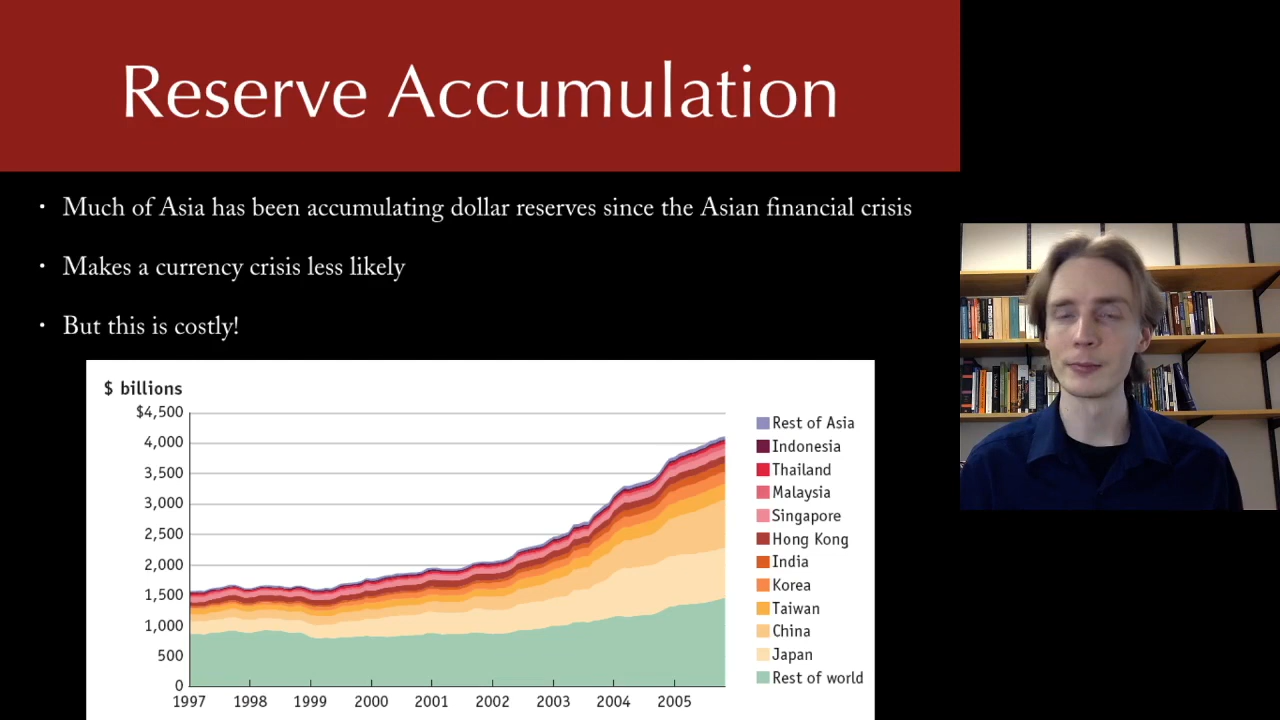 Reserve Accumulation
• Much of Asia has been accumulating dollar reserves since the Asian financial crisis
• Makes a currency crisis less likely
• But this is costly!
$ billions
$4,500
4,000
3,500
3,000
2,500
2,000
1,500
1,000
500
0
1997 1998 1999 2000 2001 2002 2003 2004 2005
Rest of Asia
Indonesia
Thailand
Malaysia
Singapore
Hong Kong
India
Korea
Taiwan
China
Japan
Rest of world